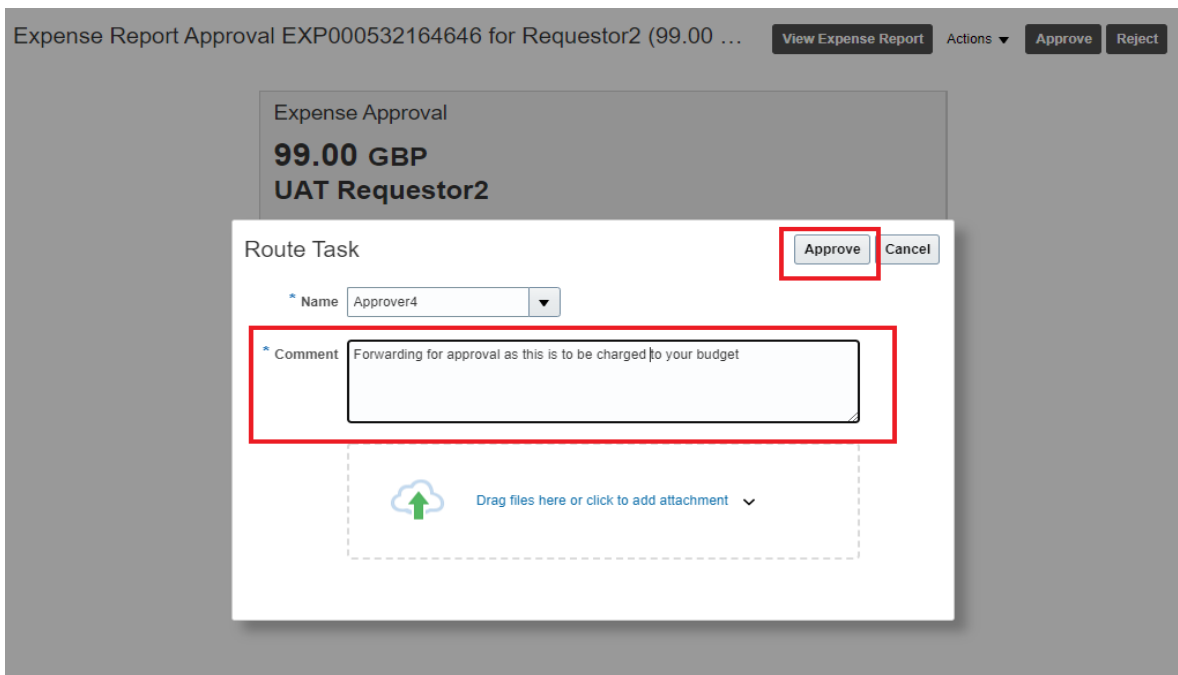 Expense Report Approval EXP000532164646 for Requestor2 (99.00 ... View Expense Report Actions Approve Reject
Expense Approval
99.00 GBP
UAT Requestor2
Route Task Approve Cancel
* Name Approver4
* Comment Forwarding for approval as this is to be charged to your budget
Drag files here or click to add attachment